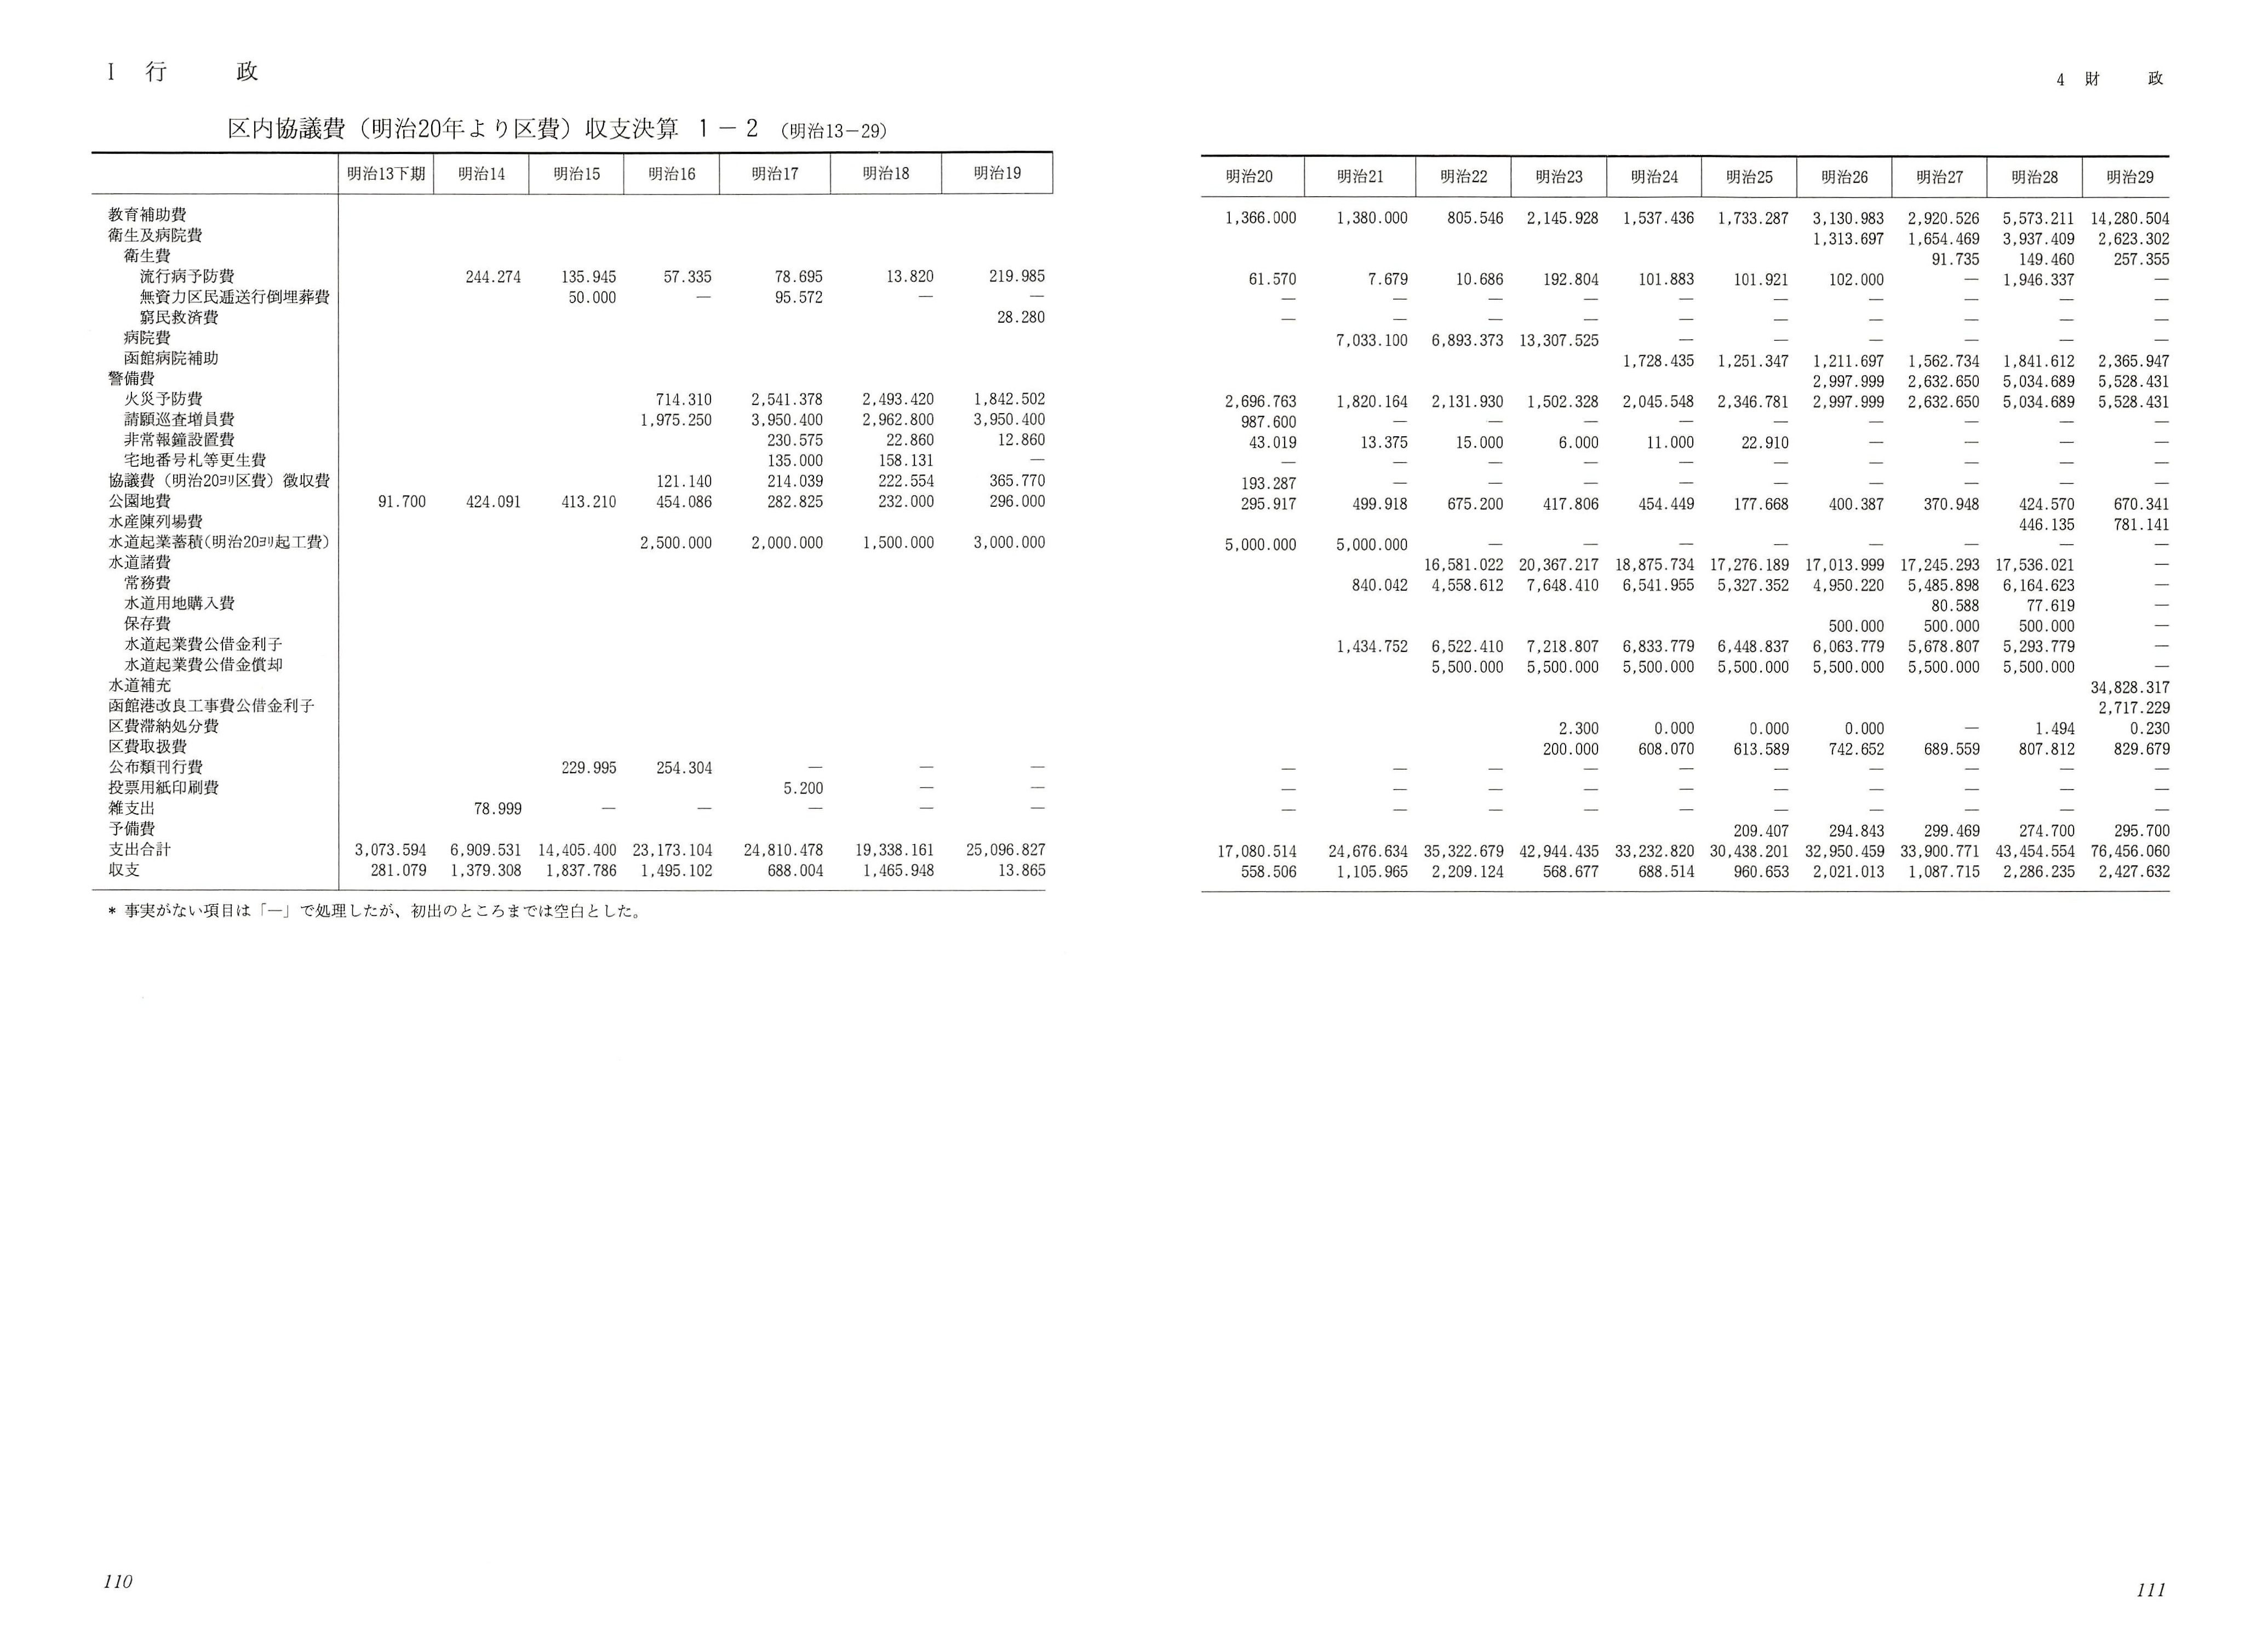 I 行 政
区内協議費（明治20年より区費）収支決算 1－2 （明治13－29）
明治13下期 明治14 明治15 明治16 明治17 明治18 明治19
教育補助費
衛生及病院費
衛生費
流行病予防費 244.274 135.945 57.335 78.695 13.820 219.985
無資力区民逓送行倒埋葬費 50.000 — 95.572 — —
窮民救済費 28.280
病院費
函館病院補助
警備費
火災予防費 714.310 2,541.378 2,493.420 1,842.502
請願巡査増員費 1,975.250 3,950.400 2,962.800 3,950.400
非常報鐘設置費 230.575 22.860 12.860
宅地番号札等更生費 135.000 158.131 —
協議費（明治20ヨリ区費）徴収費 121.140 214.039 222.554 365.770
公園地費 91.700 424.091 413.210 454.086 282.825 232.000 296.000
水産陳列場費
水道起業蓄積(明治20ヨリ起工費) 2,500.000 2,000.000 1,500.000 3,000.000
水道諸費
常務費
水道用地購入費
保存費
水道起業費公借金利子
水道起業費公借金償却
水道補充
函館港改良工事費公借金利子
区費滞納処分費
区費取扱費
公布類刊行費 229.995 254.304 — — —
投票用紙印刷費 5.200 — —
雑支出 78.999 — — — — —
予備費
支出合計 3,073.594 6,909.531 14,405.400 23,173.104 24,810.478 19,338.161 25,096.827
収支 281.079 1,379.308 1,837.786 1,495.102 688.004 1,465.948 13.865
* 事実がない項目は「—」で処理したが、初出のところまでは空白とした。
110
4 財 政
明治20 明治21 明治22 明治23 明治24 明治25 明治26 明治27 明治28 明治29
1,366.000 1,380.000 805.546 2,145.928 1,537.436 1,733.287 3,130.983 2,920.526 5,573.211 14,280.504
1,313.697 1,654.469 3,937.409 2,623.302
91.735 149.460 257.355
61.570 7.679 10.686 192.804 101.883 101.921 102.000 — 1,946.337 —
— — — — — — — — — —
— — — — — — — — — —
7,033.100 6,893.373 13,307.525 — — — — — —
1,728.435 1,251.347 1,211.697 1,562.734 1,841.612 2,365.947
2,997.999 2,632.650 5,034.689 5,528.431
2,696.763 1,820.164 2,131.930 1,502.328 2,045.548 2,346.781 2,997.999 2,632.650 5,034.689 5,528.431
987.600 — — — — — — — — —
43.019 13.375 15.000 6.000 11.000 22.910 — — — —
— — — — — — — — — —
193.287 — — — — — — — — —
295.917 499.918 675.200 417.806 454.449 177.668 400.387 370.948 424.570 670.341
446.135 781.141
5,000.000 5,000.000 — — — — — — — —
16,581.022 20,367.217 18,875.734 17,276.189 17,013.999 17,245.293 17,536.021 —
840.042 4,558.612 7,648.410 6,541.955 5,327.352 4,950.220 5,485.898 6,164.623 —
80.588 77.619 —
500.000 500.000 500.000 —
1,434.752 6,522.410 7,218.807 6,833.779 6,448.837 6,063.779 5,678.807 5,293.779 —
5,500.000 5,500.000 5,500.000 5,500.000 5,500.000 5,500.000 5,500.000 —
34,828.317
2,717.229
2.300 0.000 0.000 0.000 — 1.494 0.230
200.000 608.070 613.589 742.652 689.559 807.812 829.679
— — — — — — — — — —
— — — — — — — — — —
— — — — — — — — — —
209.407 294.843 299.469 274.700 295.700
17,080.514 24,676.634 35,322.679 42,944.435 33,232.820 30,438.201 32,950.459 33,900.771 43,454.554 76,456.060
558.506 1,105.965 2,209.124 568.677 688.514 960.653 2,021.013 1,087.715 2,286.235 2,427.632
111